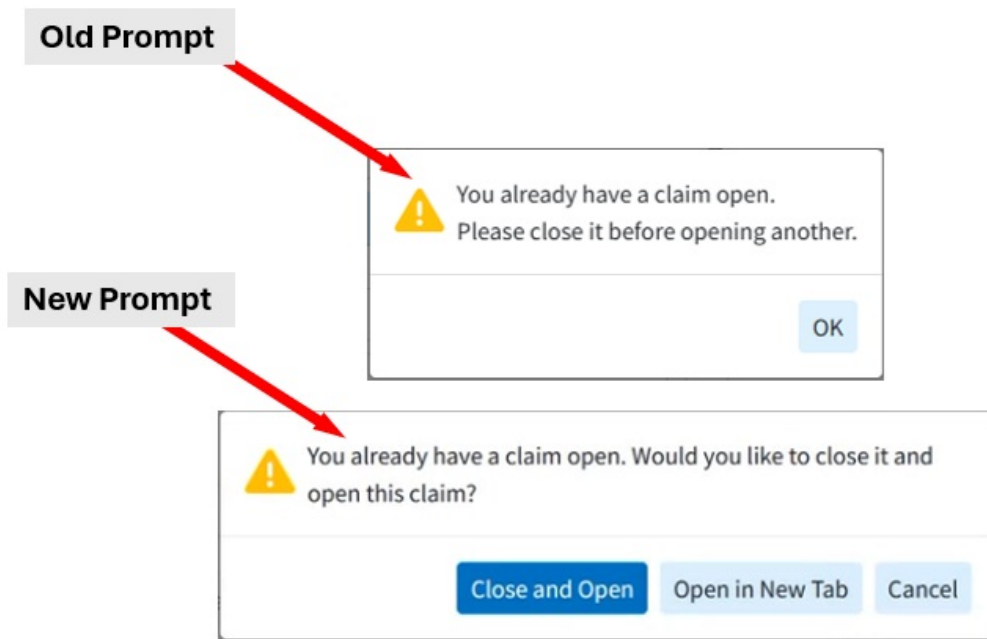 Old Prompt
You already have a claim open.
Please close it before opening another.
OK
New Prompt
You already have a claim open. Would you like to close it and
open this claim?
Close and Open
Open in New Tab
Cancel